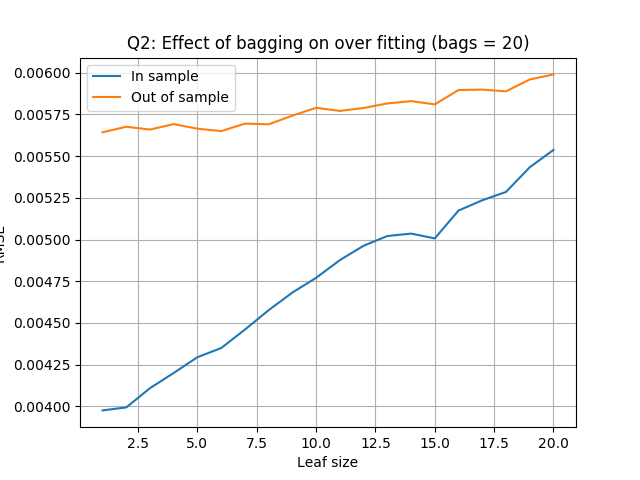 Q2: Effect of bagging on over fitting (bags = 20)
In sample
Out of sample
0.00600
0.00575
0.00550
0.00525
0.00500
0.00475
0.00450
0.00425
0.00400
RMSE
2.5 5.0 7.5 10.0 12.5 15.0 17.5 20.0
Leaf size